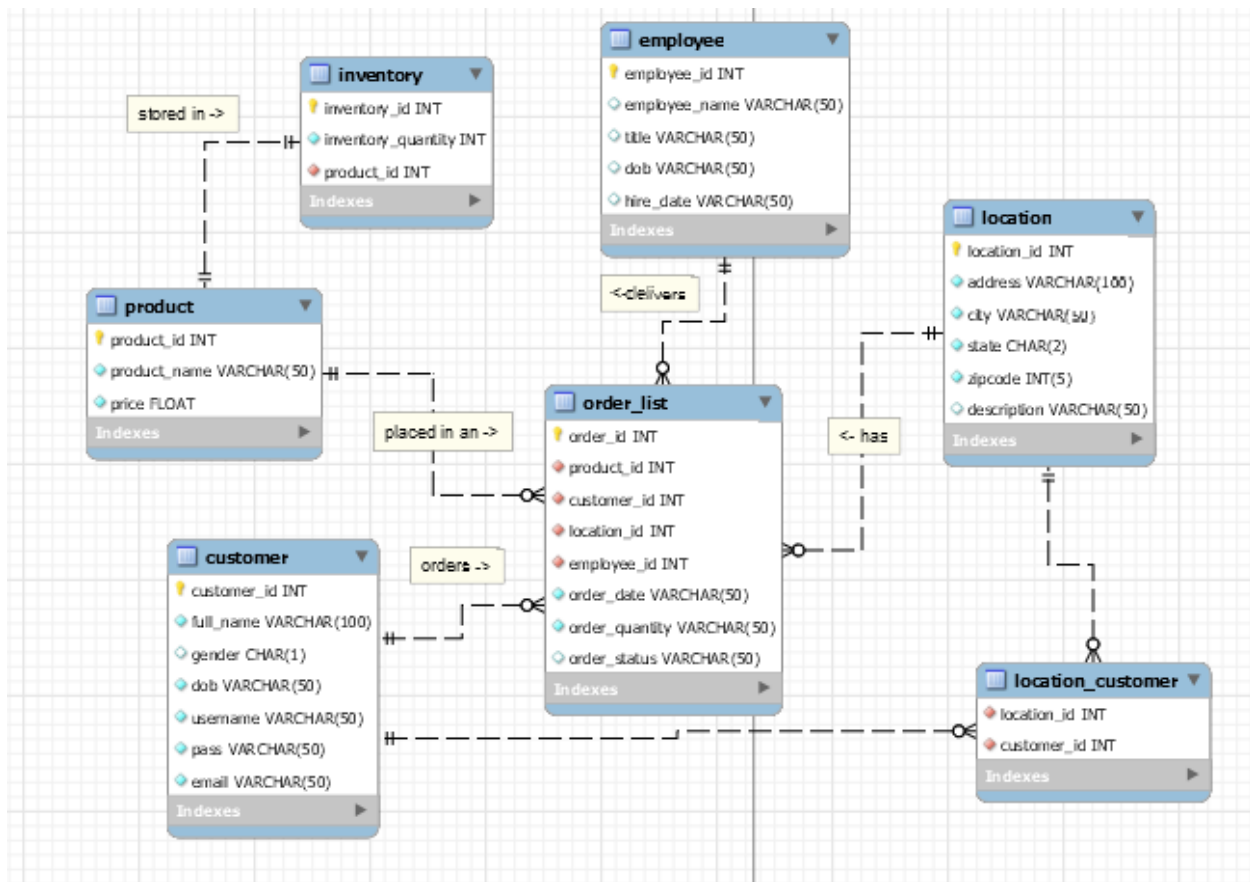 inventory
inventory_id INT
inventory_quantity INT
product_id INT
Indexes
stored in ->
employee
employee_id INT
employee_name VARCHAR(50)
title VARCHAR(50)
dob VARCHAR(50)
hire_date VARCHAR(50)
Indexes
<-delivers
location
location_id INT
address VARCHAR(100)
city VARCHAR(50)
state CHAR(2)
zipcode INT(5)
description VARCHAR(50)
Indexes
product
product_id INT
product_name VARCHAR(50)
price FLOAT
Indexes
placed in an ->
order_list
order_id INT
product_id INT
customer_id INT
location_id INT
employee_id INT
order_date VARCHAR(50)
order_quantity VARCHAR(50)
order_status VARCHAR(50)
Indexes
<- has
customer
customer_id INT
full_name VARCHAR(100)
gender CHAR(1)
dob VARCHAR(50)
username VARCHAR(50)
pass VARCHAR(50)
email VARCHAR(50)
Indexes
orders ->
location_customer
location_id INT
customer_id INT
Indexes